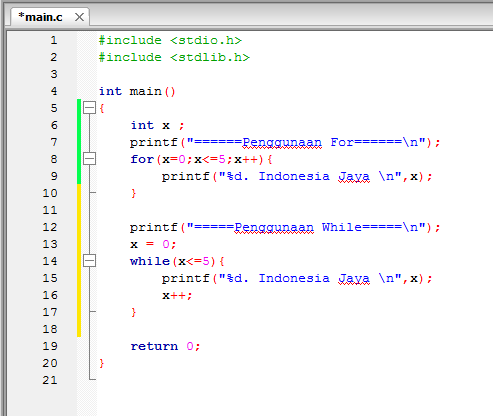 *main.c
1 #include <stdio.h>
2 #include <stdlib.h>
3
4 int main()
5 {
6 int x ;
7 printf("======Penggunaan For======\n");
8 for(x=0;x<=5;x++){
9 printf("%d. Indonesia Jaya \n",x);
10 }
11
12 printf("=====Penggunaan While=====\n");
13 x = 0;
14 while(x<=5){
15 printf("%d. Indonesia Jaya \n",x);
16 x++;
17 }
18
19 return 0;
20 }
21